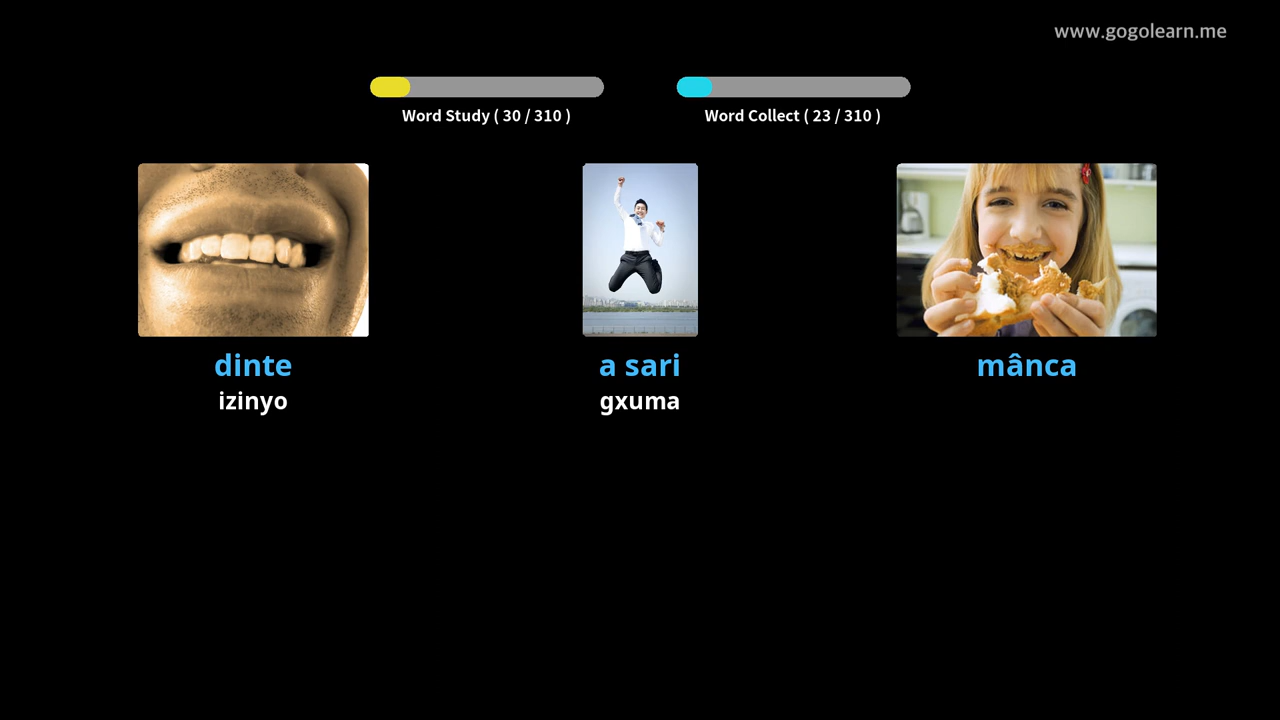 www.gogolearn.me
Word Study ( 30 / 310 )
Word Collect ( 23 / 310 )
dinte
izinyo
a sari
gxuma
mânca